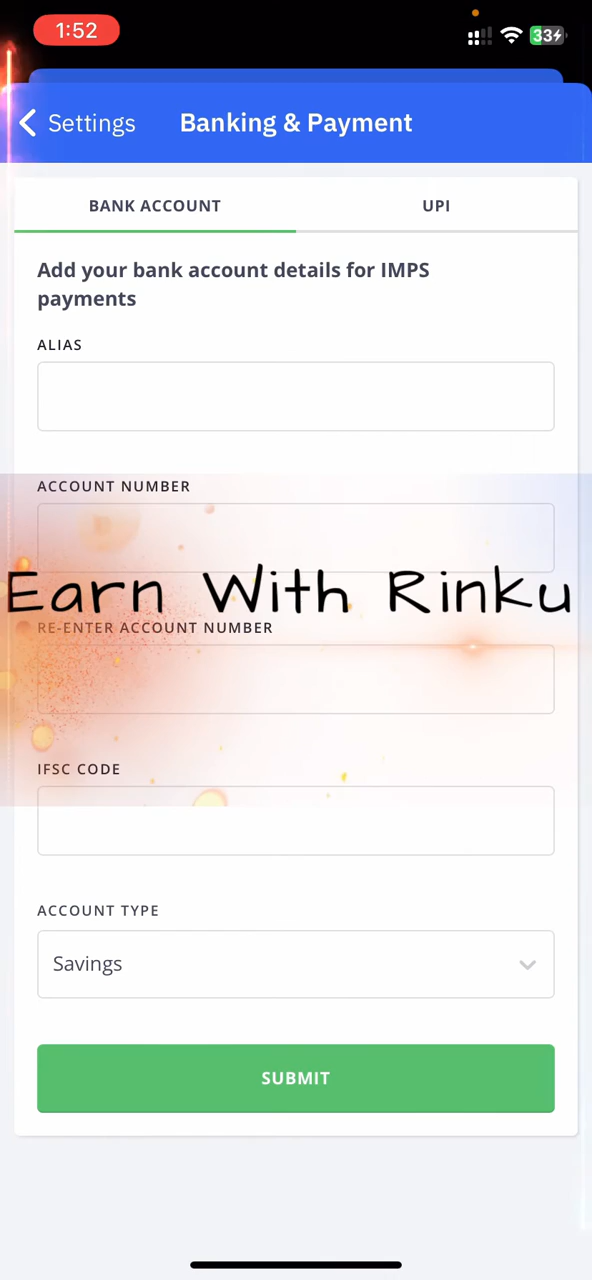 1:52
33
Settings
Banking & Payment
BANK ACCOUNT
UPI
Add your bank account details for IMPS
payments
ALIAS
ACCOUNT NUMBER
Earn With Rinku
RE-ENTER ACCOUNT NUMBER
IFSC CODE
ACCOUNT TYPE
Savings
SUBMIT